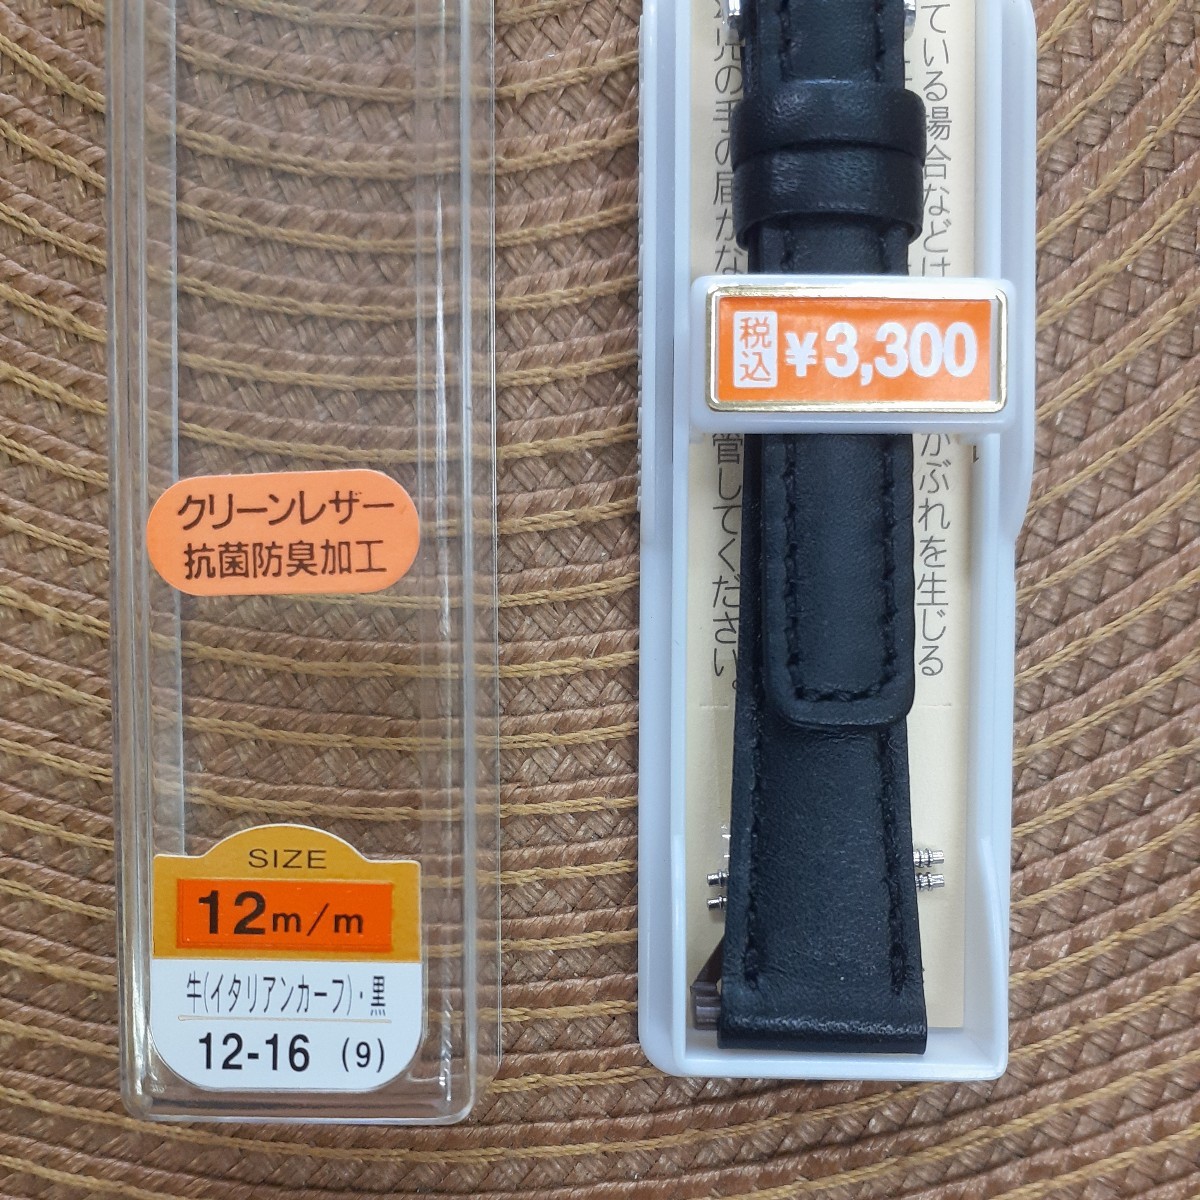 クリーンレザー
抗菌防臭加工
SIZE
12m/m
牛(イタリアンカーフ)・黒
12-16 (9)
税込 ¥3,300
ている場合などは
かぶれを生じる
児の手の届かな
管してください。